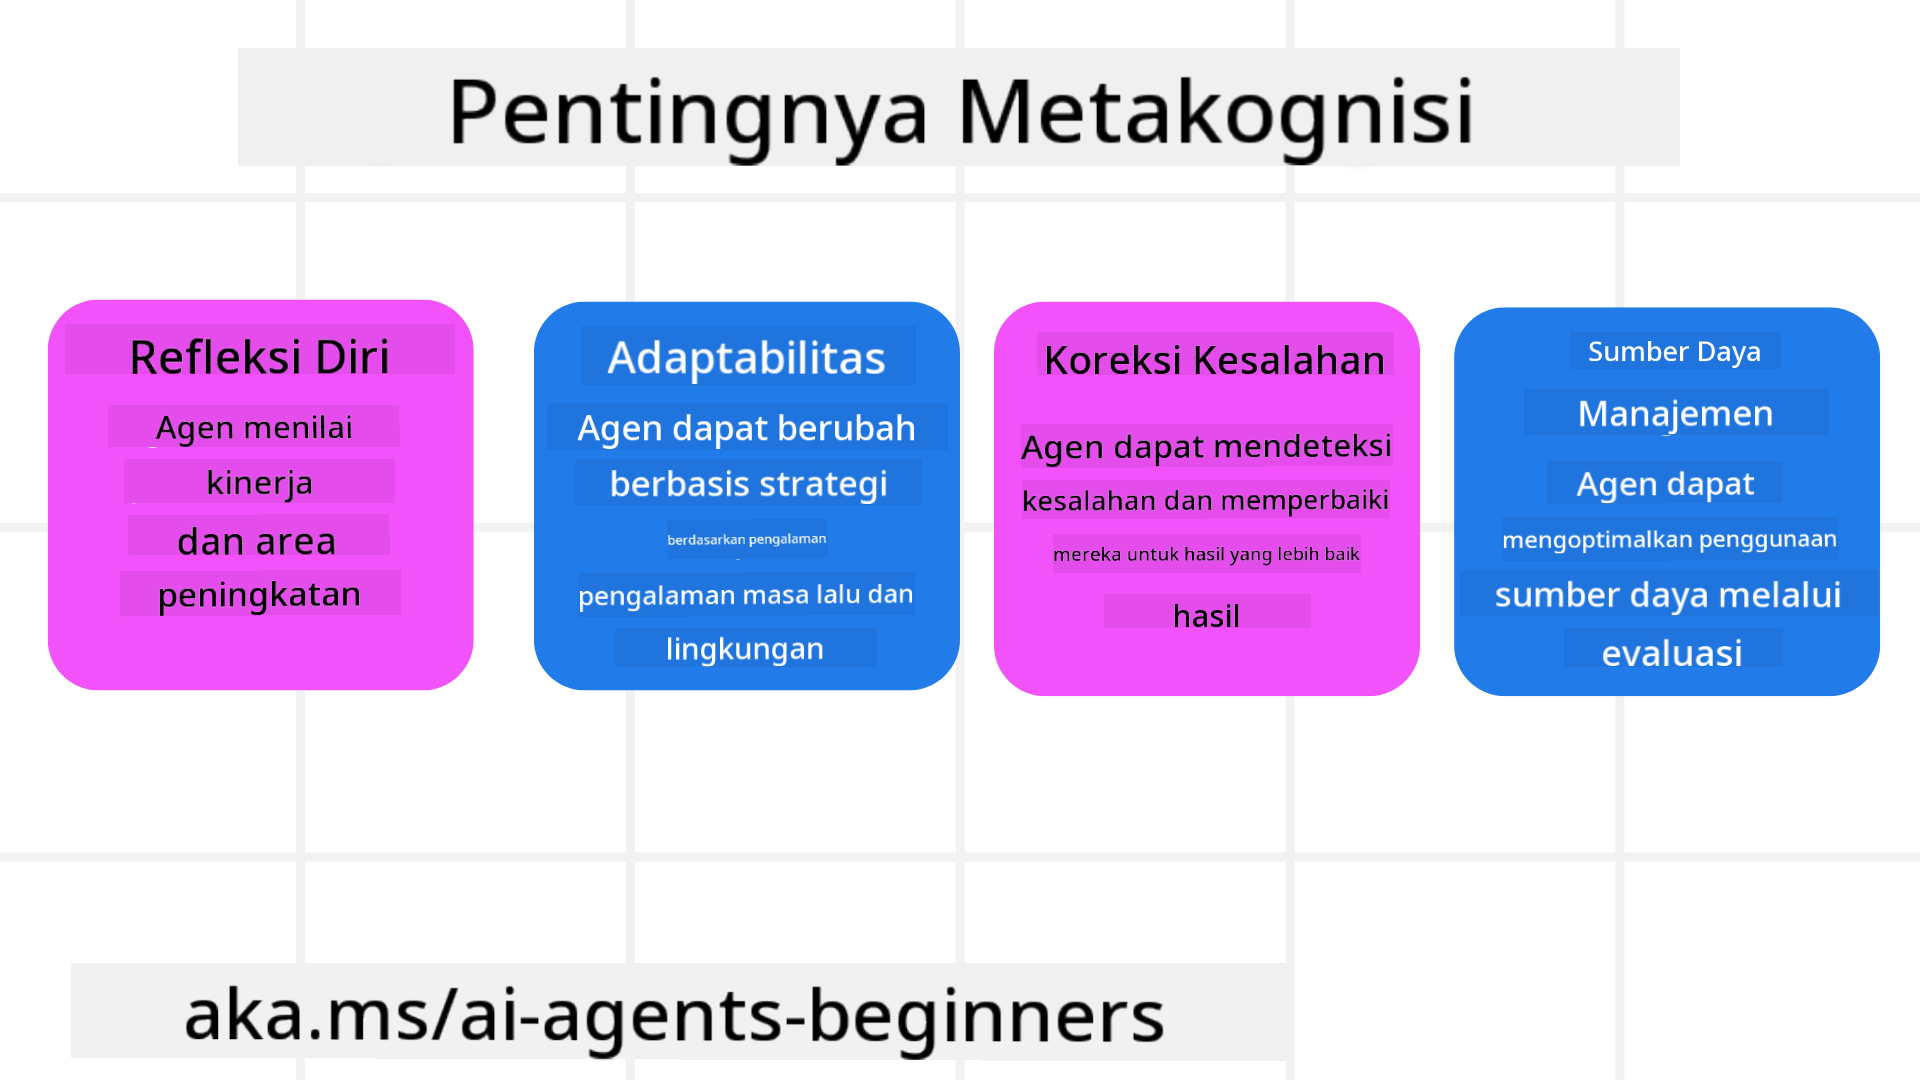 Pentingnya Metakognisi
Refleksi Diri
Agen menilai
kinerja
dan area
peningkatan
Adaptabilitas
Agen dapat berubah
berbasis strategi
berdasarkan pengalaman
pengalaman masa lalu dan
lingkungan
Koreksi Kesalahan
Agen dapat mendeteksi
kesalahan dan memperbaiki
mereka untuk hasil yang lebih baik
hasil
Sumber Daya
Manajemen
Agen dapat
mengoptimalkan penggunaan
sumber daya melalui
evaluasi
aka.ms/ai-agents-beginners